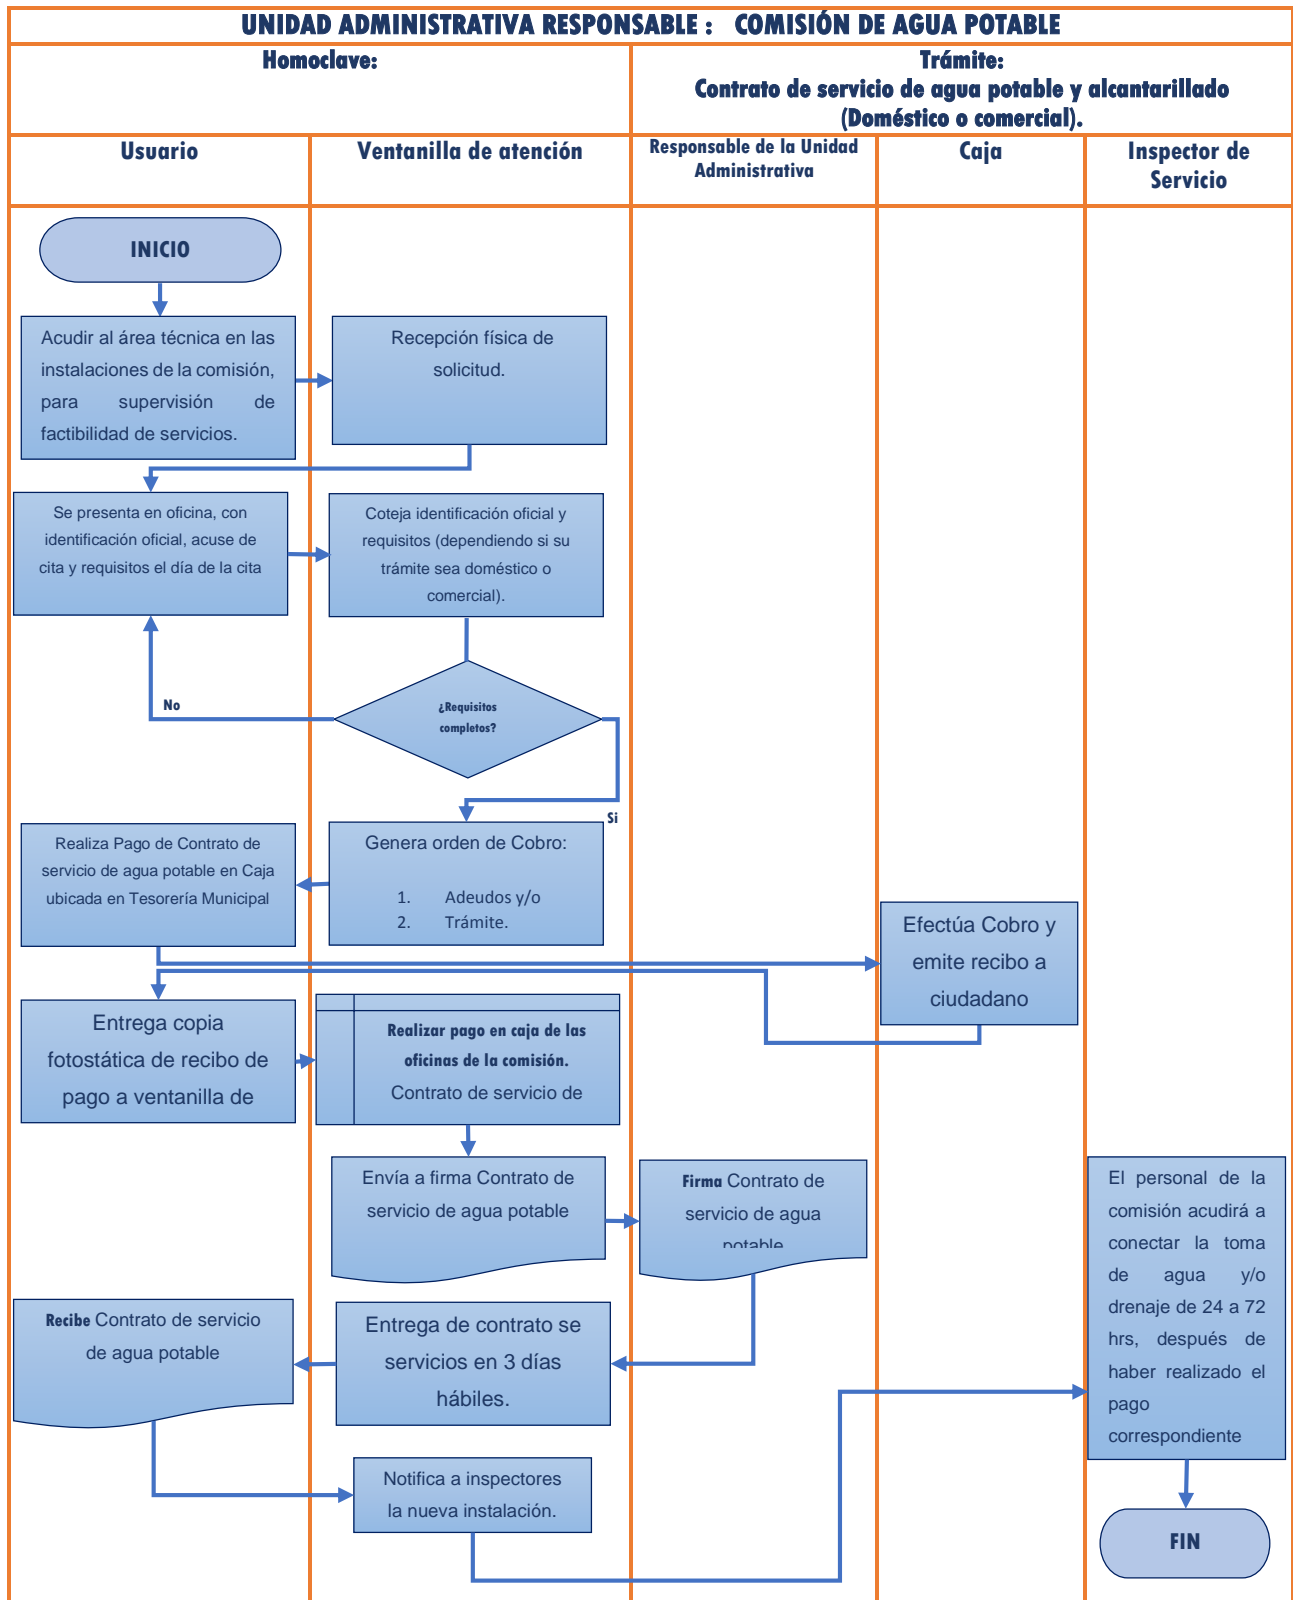 UNIDAD ADMINISTRATIVA RESPONSABLE : COMISIÓN DE AGUA POTABLE
Homoclave:
Trámite:
Contrato de servicio de agua potable y alcantarillado
(Doméstico o comercial).
Usuario
Ventanilla de atención
Responsable de la Unidad
Administrativa
Caja
Inspector de
Servicio
INICIO
Acudir al área técnica en las
instalaciones de la comisión,
para supervisión de
factibilidad de servicios.
Recepción física de
solicitud.
Se presenta en oficina, con
identificación oficial, acuse de
cita y requisitos el día de la cita
Coteja identificación oficial y
requisitos (dependiendo si su
trámite sea doméstico o
comercial).
¿Requisitos
completos?
No
Si
Genera orden de Cobro:
1. Adeudos y/o
2. Trámite.
Realiza Pago de Contrato de
servicio de agua potable en Caja
ubicada en Tesorería Municipal
Efectúa Cobro y
emite recibo a
ciudadano
Entrega copia
fotostática de recibo de
pago a ventanilla de
Realizar pago en caja de las
oficinas de la comisión.
Contrato de servicio de
Envía a firma Contrato de
servicio de agua potable
Firma Contrato de
servicio de agua
potable
Entrega de contrato se
servicios en 3 días
hábiles.
Recibe Contrato de servicio
de agua potable
Notifica a inspectores
la nueva instalación.
El personal de la
comisión acudirá a
conectar la toma
de agua y/o
drenaje de 24 a 72
hrs, después de
haber realizado el
pago
correspondiente
FIN